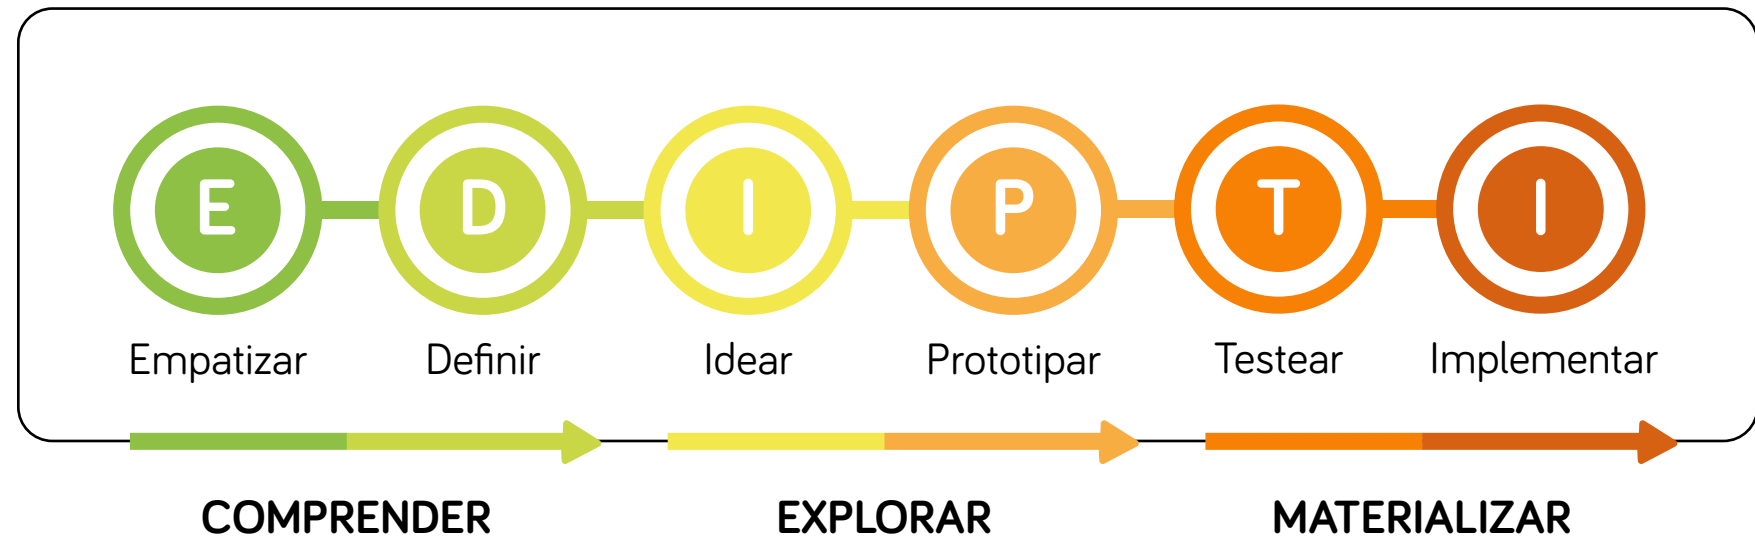 E D I P T I
Empatizar Definir Idear Prototipar Testear Implementar
COMPRENDER EXPLORAR MATERIALIZAR